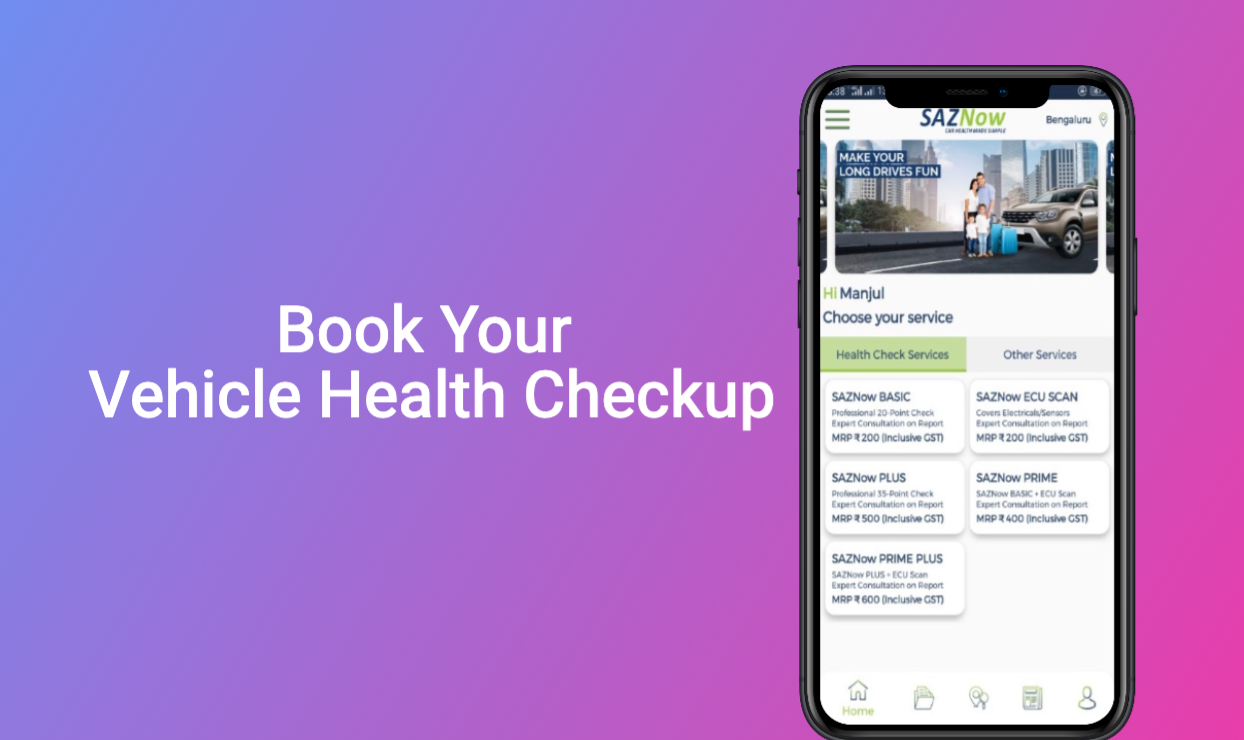 Book Your
Vehicle Health Checkup
SAZNow
CAR HEALTH MADE SIMPLE
Bengaluru
MAKE YOUR
LONG DRIVES FUN
Hi Manjul
Choose your service
Health Check Services
Other Services
SAZNow BASIC
Professional 20-Point Check
Expert Consultation on Report
MRP ₹ 200 (Inclusive GST)
SAZNow ECU SCAN
Covers Electricals/Sensors
Expert Consultation on Report
MRP ₹ 200 (Inclusive GST)
SAZNow PLUS
Professional 35-Point Check
Expert Consultation on Report
MRP ₹ 500 (Inclusive GST)
SAZNow PRIME
SAZNow BASIC + ECU Scan
Expert Consultation on Report
MRP ₹ 400 (Inclusive GST)
SAZNow PRIME PLUS
SAZNow PLUS + ECU Scan
Expert Consultation on Report
MRP ₹ 600 (Inclusive GST)
Home